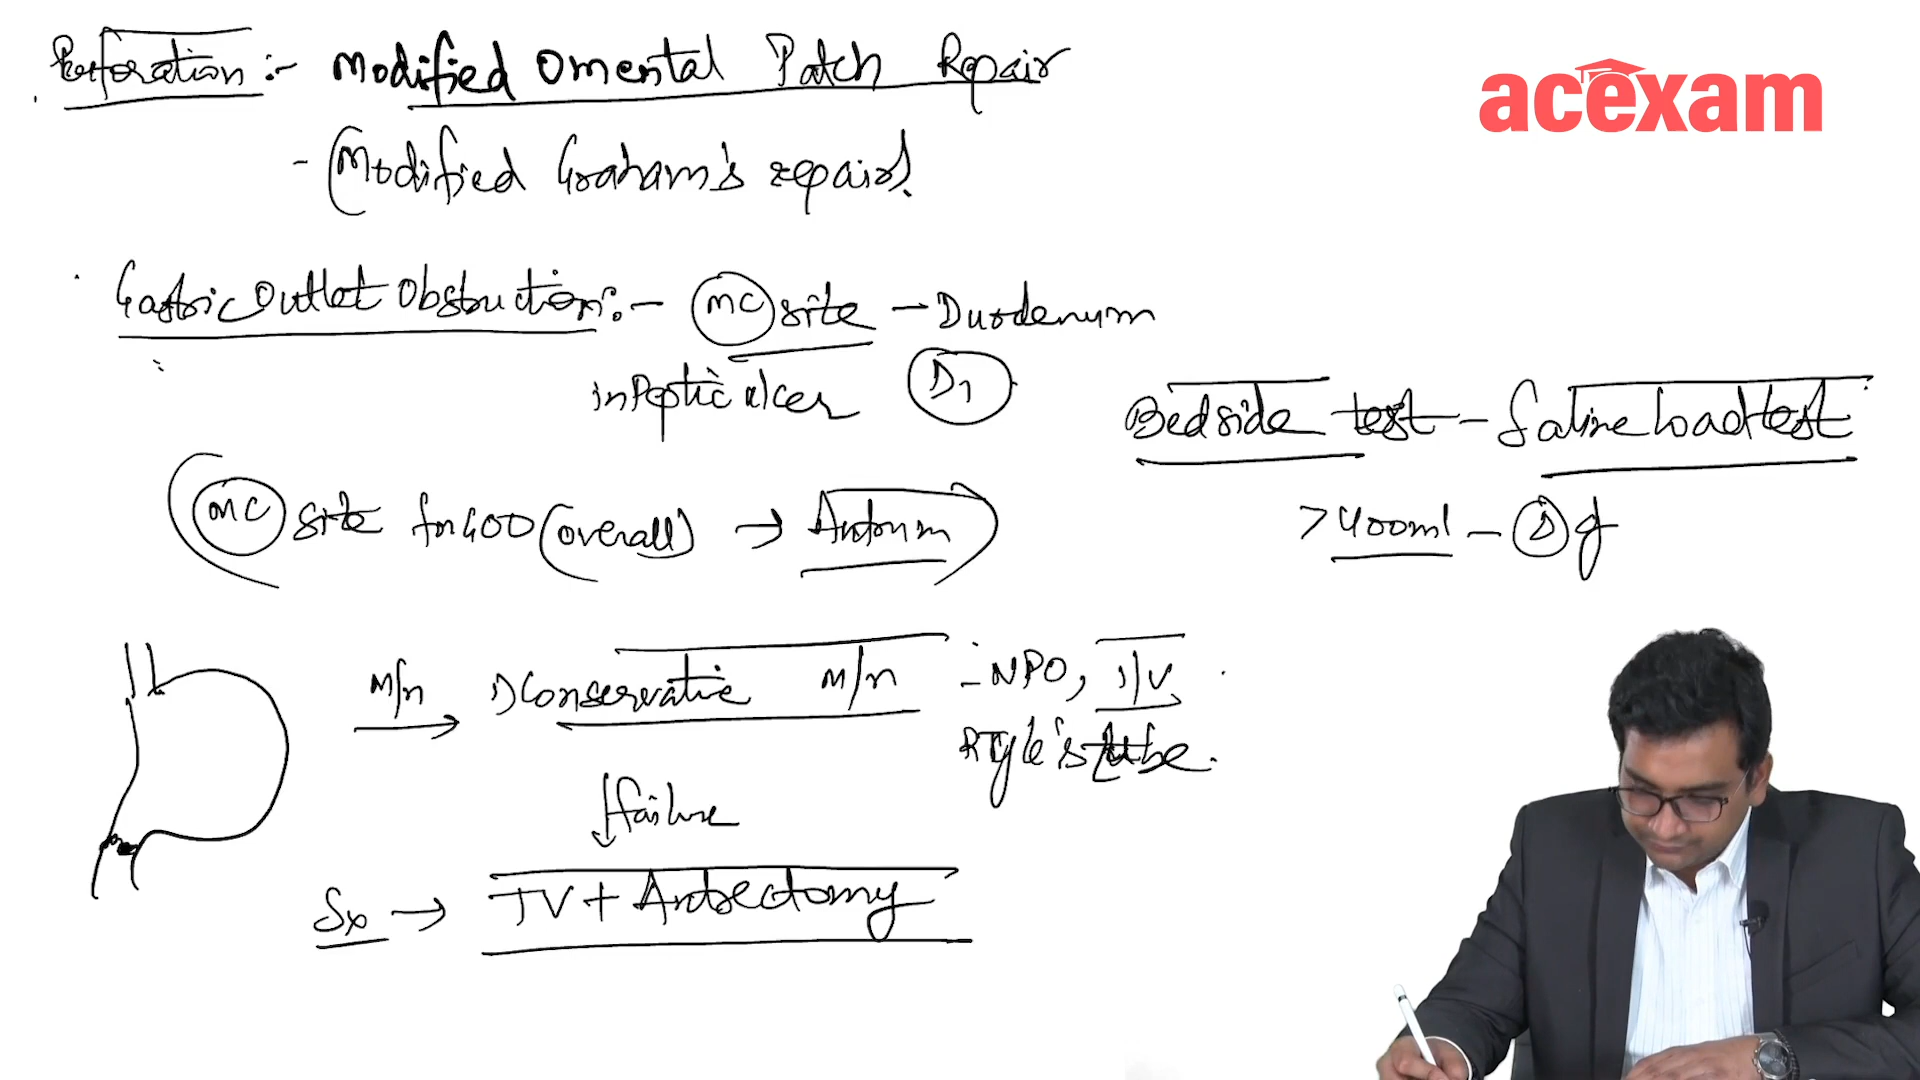 Perforation :- Modified Omental Patch Repair
acexam
- (Modified Graham's repair)
Gastric Outlet Obstruction :- MC site - Duodenum
in Peptic ulcer D1
Bedside test - Saline load test
(MC site for GOO (overall) → Antrum)
>400ml - D
M/n 1) Conservative M/n - NPO, I/V
Ryle's tube.
↓ failure
Sx → TV + Antrectomy